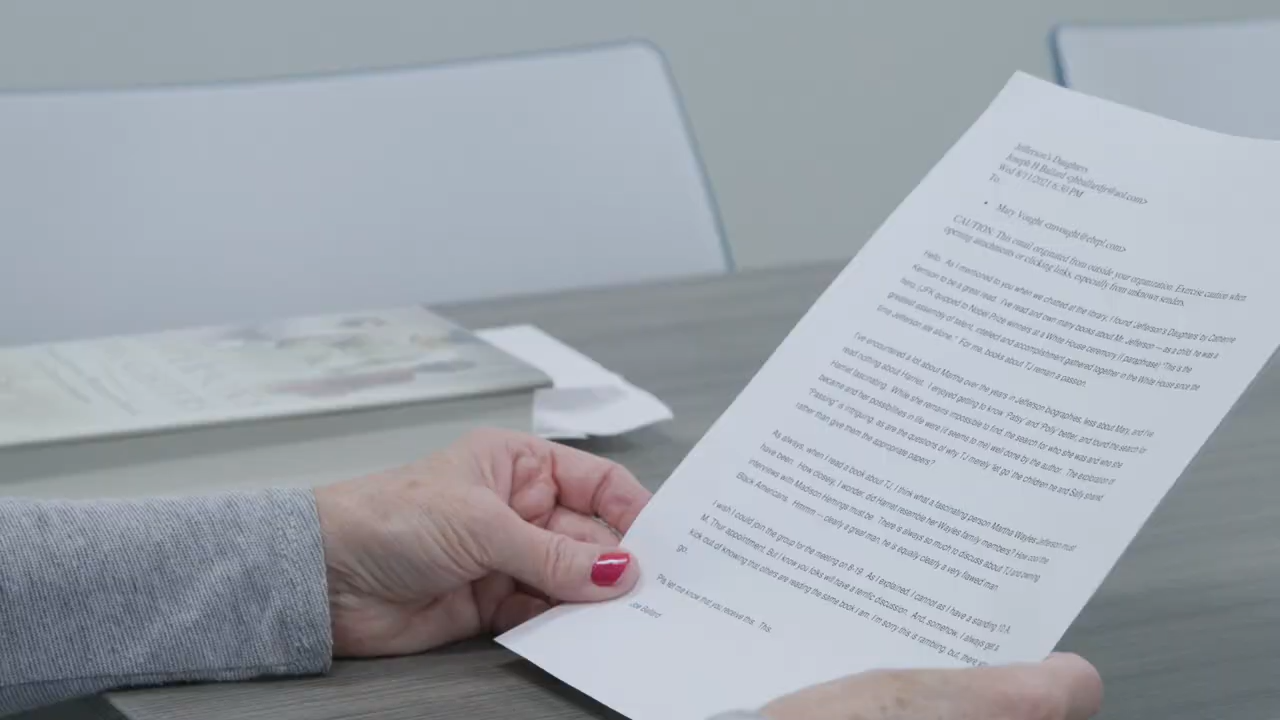 Jefferson's Daughters
Joseph H Ballard <jhballardjr@aol.com>
Wed 8/11/2021 6:30 PM
To:
• Mary Vought <mvought@ebrpl.com>
CAUTION: This email originated from outside your organization. Exercise caution when
opening attachments or clicking links, especially from unknown senders.
Hello. As I mentioned to you when we chatted at the library, I found Jefferson's Daughters by Catherine
Kerrison to be a great read. I've read and own many books about Mr. Jefferson — as a child, he was a
hero. (JFK quipped to Nobel Prize winners at a White House ceremony (I paraphrase) "This is the
greatest assembly of talent, intellect and accomplishment gathered together in the White House since the
time Jefferson ate alone." For me, books about TJ remain a passion.
I've encountered a lot about Martha over the years in Jefferson biographies, less about Mary, and I've
read nothing about Harriet. I enjoyed getting to know 'Patsy' and 'Polly' better, and found the search for
Harriet fascinating. While she remains impossible to find, the search for who she was and who she
became and her possibilities in life were (it seems to me) well done by the author. The exploration of
"Passing" is intriguing, as are the questions of why TJ merely 'let go' the children he and Sally shared
rather than give them the appropriate papers?
As always, when I read a book about TJ, I think what a fascinating person Martha Wayles Jefferson must
have been. How closely, I wonder, did Harriet resemble her Wayles family members? How cool the
interviews with Madison Hemings must be. There is always so much to discuss about TJ and
Black Americans. Hmmm — clearly a great man, he is equally clearly a very flawed man.
I wish I could join the group for the meeting on 8-19. As I explained, I cannot as I have a standing 10 A.
M. Thur appointment. But I know you folks will have a terrific discussion. And, somehow, I always get a
kick out of knowing that others are reading the same book I am. I'm sorry this is rambling, but, there
go.
Pls let me know that you receive this. Thx.
Joe Ballard